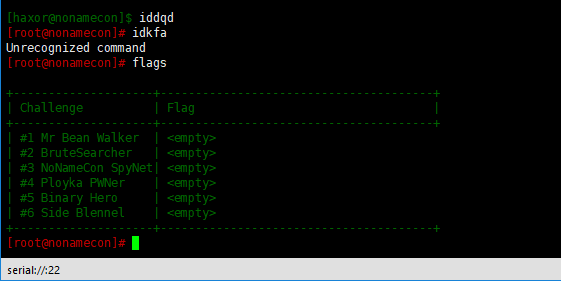 [haxor@nonamecon]$ iddqd
[root@nonamecon]# idkfa
Unrecognized command
[root@nonamecon]# flags
+--------------------+---------------------------------------+
| Challenge          | Flag                                  |
+--------------------+---------------------------------------+
| #1 Mr Bean Walker  | <empty>
| #2 BruteSearcher   | <empty>
| #3 NoNameCon SpyNet| <empty>
| #4 Ployka PWNer    | <empty>
| #5 Binary Hero     | <empty>
| #6 Side Blennel    | <empty>
+--------------------+---------------------------------------+
[root@nonamecon]#
serial://:22